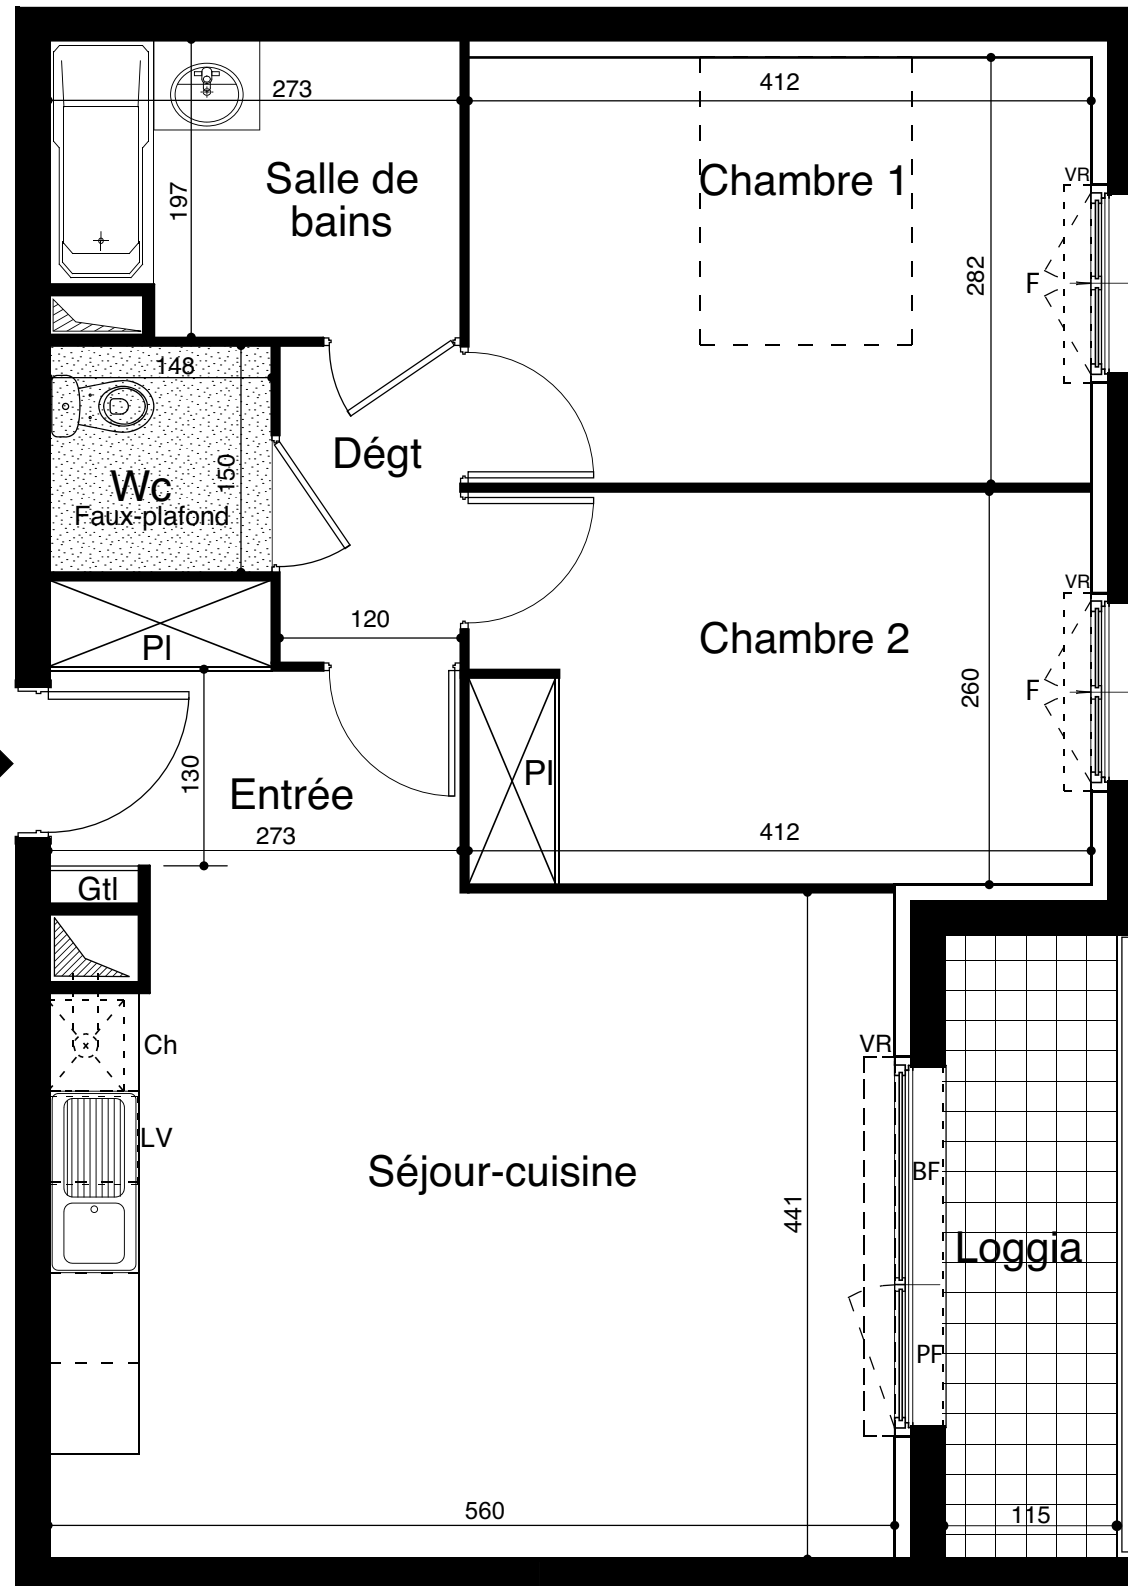 273
412
Salle de
bains
197
Chambre 1
VR
282
F
148
Dégt
150
Wc
Faux-plafond
VR
120
Chambre 2
Pl
260
F
130
Pl
Entrée
273
412
Gtl
Ch
VR
LV
Séjour-cuisine
BF
441
Loggia
PF
560
115